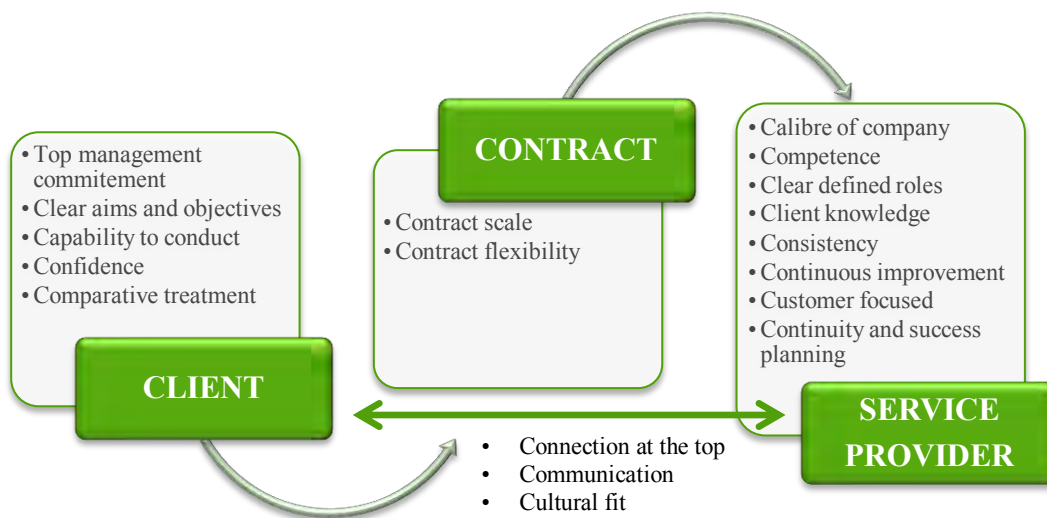 • Top management
commitement
• Clear aims and objectives
• Capability to conduct
• Confidence
• Comparative treatment
CLIENT
CONTRACT
• Contract scale
• Contract flexibility
• Calibre of company
• Competence
• Clear defined roles
• Client knowledge
• Consistency
• Continuous improvement
• Customer focused
• Continuity and success
planning
SERVICE
PROVIDER
• Connection at the top
• Communication
• Cultural fit